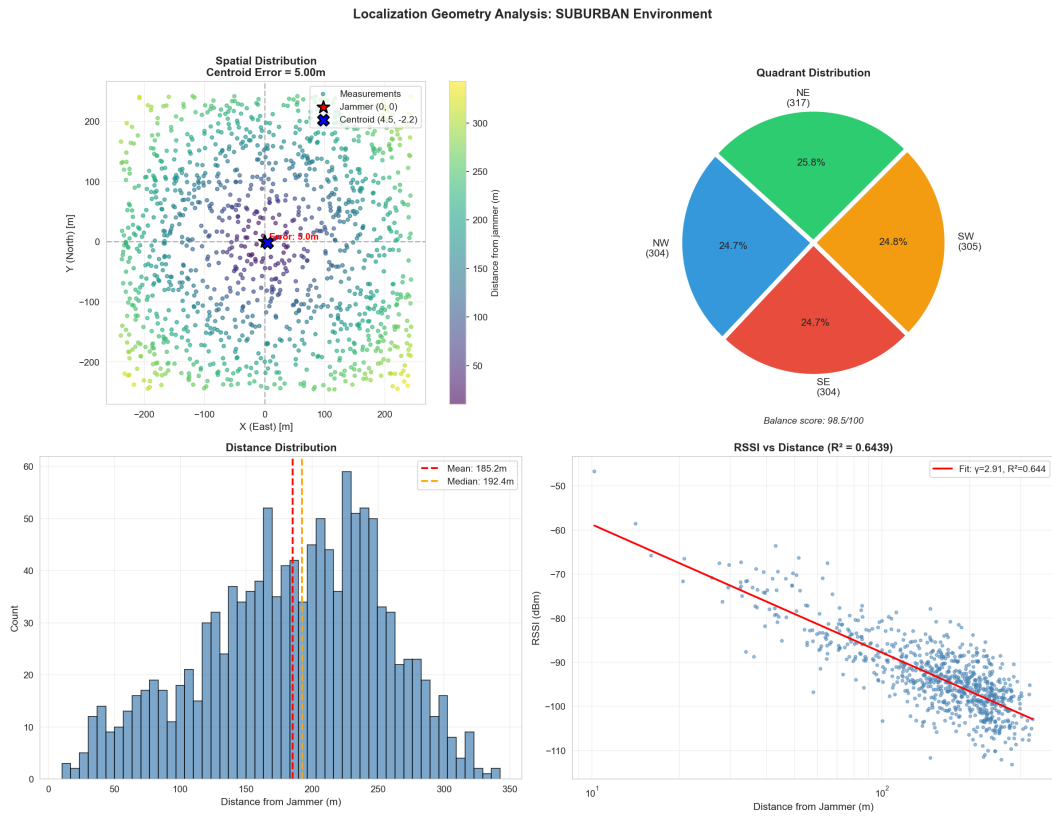 Localization Geometry Analysis: SUBURBAN Environment
Spatial Distribution
Centroid Error = 5.00m
Measurements
Jammer (0, 0)
Centroid (4.5, -2.2)
Error: 5.0m
200
100
0
−100
−200
Y (North) [m]
−200
−100
0
100
200
X (East) [m]
300
250
200
150
100
50
Distance from jammer (m)
Quadrant Distribution
NE
(317)
25.8%
NW
(304)
24.7%
24.8%
SW
(305)
24.7%
SE
(304)
Balance score: 98.5/100
Distance Distribution
Mean: 185.2m
Median: 192.4m
60
50
40
30
20
10
0
Count
0
50
100
150
200
250
300
350
Distance from Jammer (m)
RSSI vs Distance (R² = 0.6439)
Fit: γ=2.91, R²=0.644
−50
−60
−70
−80
−90
−100
−110
RSSI (dBm)
10¹
10²
Distance from Jammer (m)